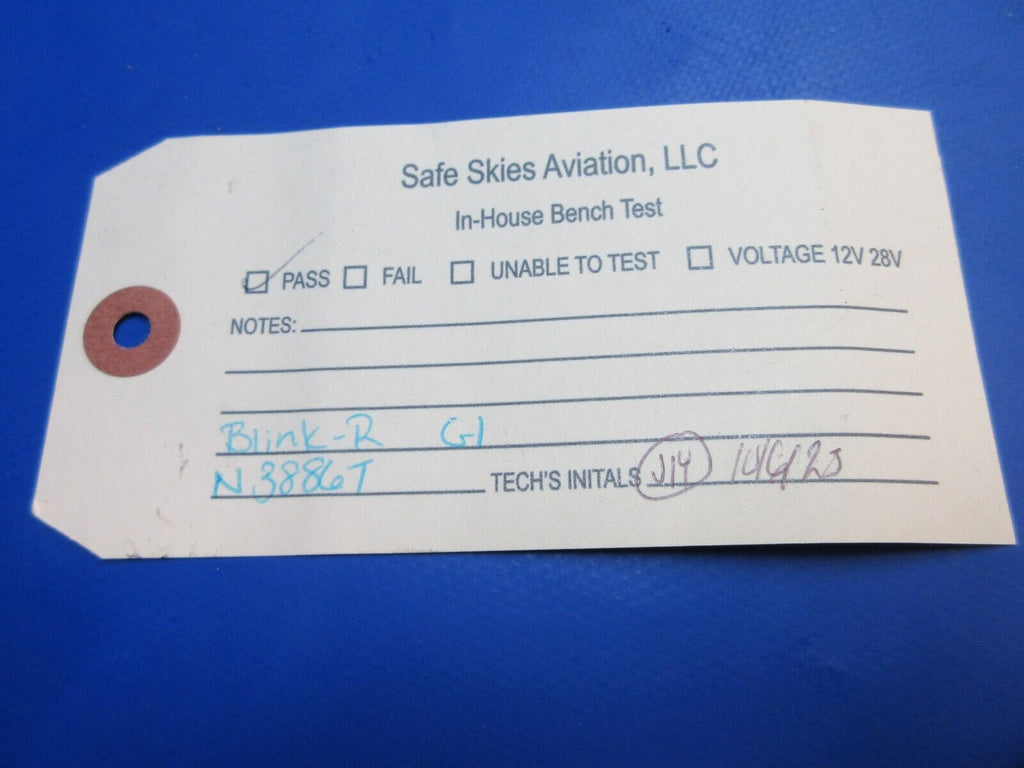 Safe Skies Aviation, LLC
In-House Bench Test
PASS FAIL UNABLE TO TEST VOLTAGE 12V 28V
NOTES:
Blink-R G1
N3886T TECH'S INITALS J14